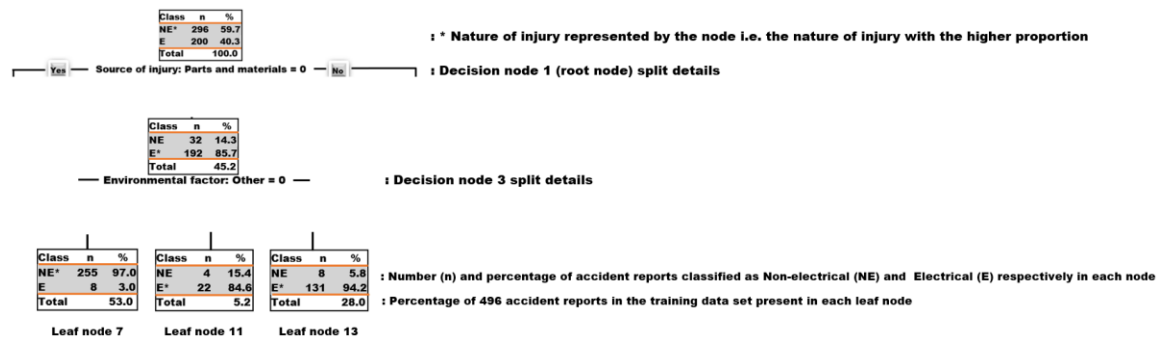 Class n %
NE* 296 59.7
E 200 40.3
Total 100.0
: * Nature of injury represented by the node i.e. the nature of injury with the higher proportion
Yes Source of injury: Parts and materials = 0 No
: Decision node 1 (root node) split details
Class n %
NE 32 14.3
E* 192 85.7
Total 45.2
Environmental factor: Other = 0
: Decision node 3 split details
Class n %
NE* 255 97.0
E 8 3.0
Total 53.0
Class n %
NE 4 15.4
E* 22 84.6
Total 5.2
Class n %
NE 8 5.8
E* 131 94.2
Total 28.0
: Number (n) and percentage of accident reports classified as Non-electrical (NE) and Electrical (E) respectively in each node
: Percentage of 496 accident reports in the training data set present in each leaf node
Leaf node 7
Leaf node 11
Leaf node 13